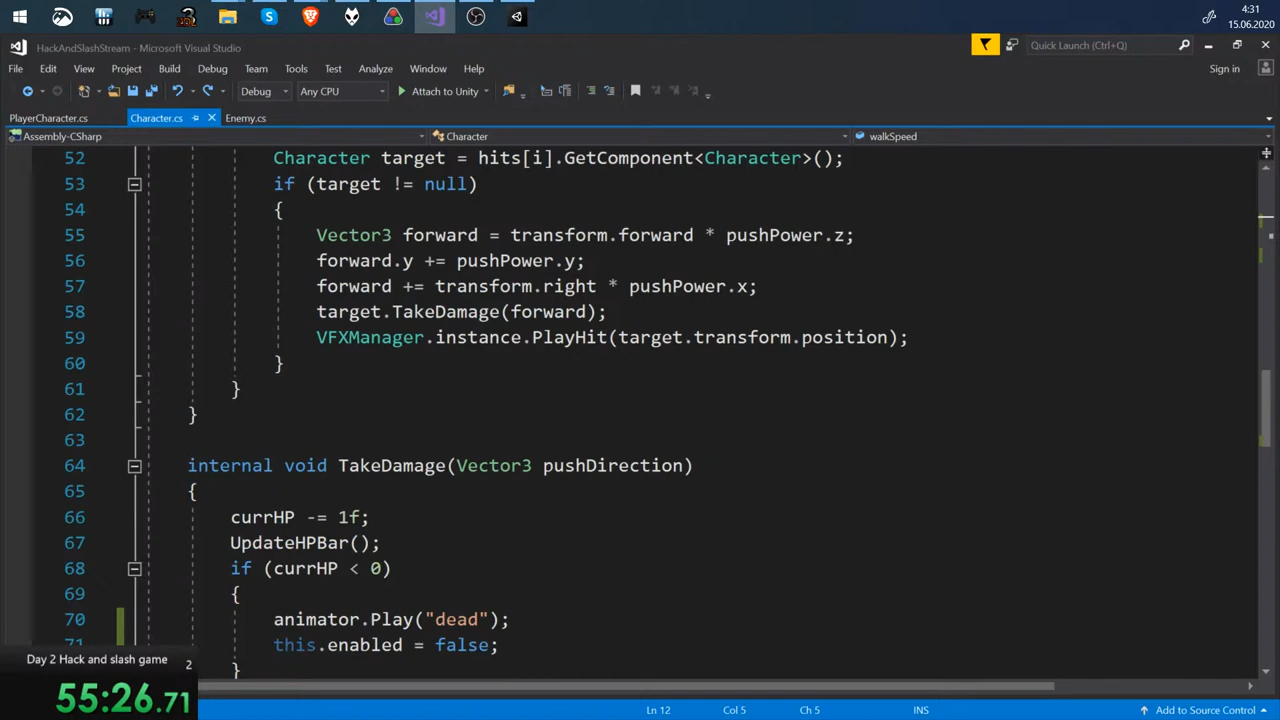 4:31
15.06.2020
HackAndSlashStream - Microsoft Visual Studio
Quick Launch (Ctrl+Q)
File Edit View Project Build Debug Team Tools Test Analyze Window Help
Sign in
Debug Any CPU Attach to Unity
PlayerCharacter.cs Character.cs Enemy.cs
Assembly-CSharp Character walkSpeed
52 Character target = hits[i].GetComponent<Character>();
53 if (target != null)
54 {
55 Vector3 forward = transform.forward * pushPower.z;
56 forward.y += pushPower.y;
57 forward += transform.right * pushPower.x;
58 target.TakeDamage(forward);
59 VFXManager.instance.PlayHit(target.transform.position);
60 }
61 }
62 }
63
64 internal void TakeDamage(Vector3 pushDirection)
65 {
66 currHP -= 1f;
67 UpdateHPBar();
68 if (currHP < 0)
69 {
70 animator.Play("dead");
71 this.enabled = false;
}
Day 2 Hack and slash game 2
55:26.71
Ln 12 Col 5 Ch 5 INS Add to Source Control